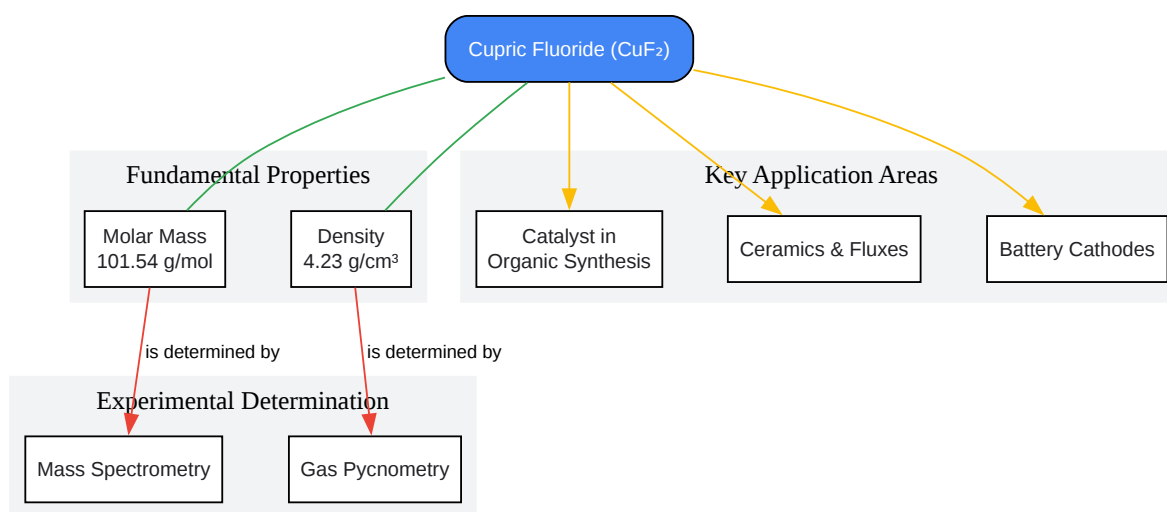 Cupric Fluoride (CuF₂)
Fundamental Properties
Key Application Areas
Molar Mass
101.54 g/mol
Density
4.23 g/cm³
Catalyst in
Organic Synthesis
Ceramics & Fluxes
Battery Cathodes
is determined by
is determined by
Experimental Determination
Mass Spectrometry
Gas Pycnometry